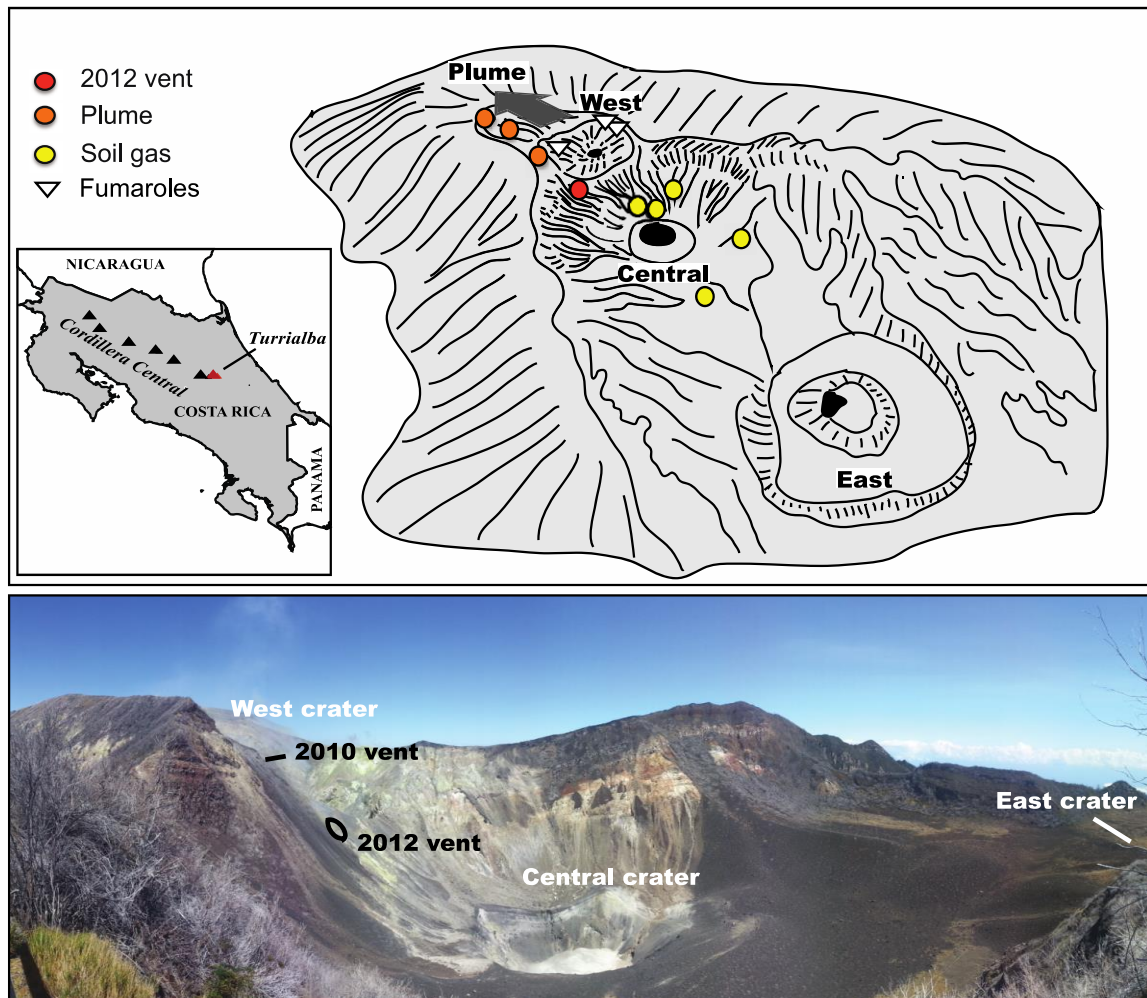 2012 vent
Plume
Soil gas
Fumaroles
Plume
West
Central
East
NICARAGUA
Cordillera Central
Turrialba
COSTA RICA
PANAMA
West crater
2010 vent
2012 vent
Central crater
East crater